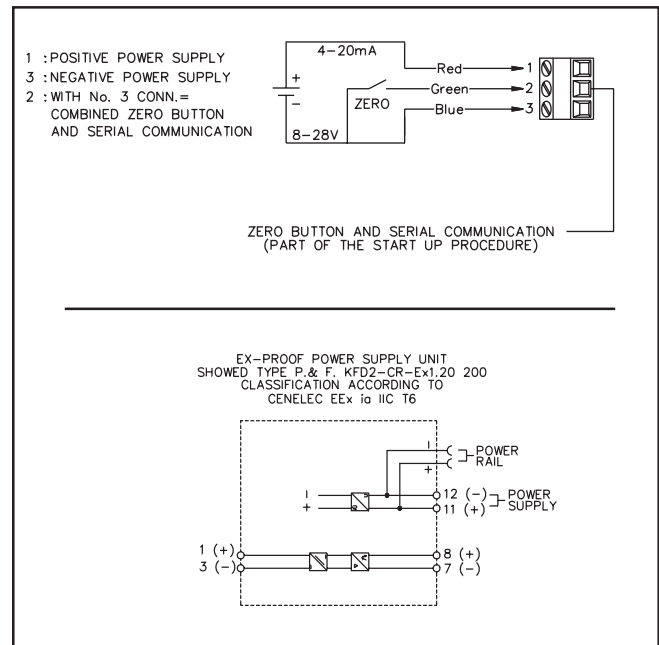 1 :POSITIVE POWER SUPPLY
3 :NEGATIVE POWER SUPPLY
2 :WITH No. 3 CONN.=
COMBINED ZERO BUTTON
AND SERIAL COMMUNICATION
4-20mA
+
-
8-28V
ZERO
Red 1
Green 2
Blue 3
ZERO BUTTON AND SERIAL COMMUNICATION
(PART OF THE START UP PROCEDURE)
EX-PROOF POWER SUPPLY UNIT
SHOWED TYPE P.& F. KFD2-CR-Ex1.20 200
CLASSIFICATION ACCORDING TO
CENELEC EEx ia IIC T6
-
+
POWER
RAIL
-
+
12 (-)
11 (+)
POWER
SUPPLY
1 (+)
3 (-)
8 (+)
7 (-)